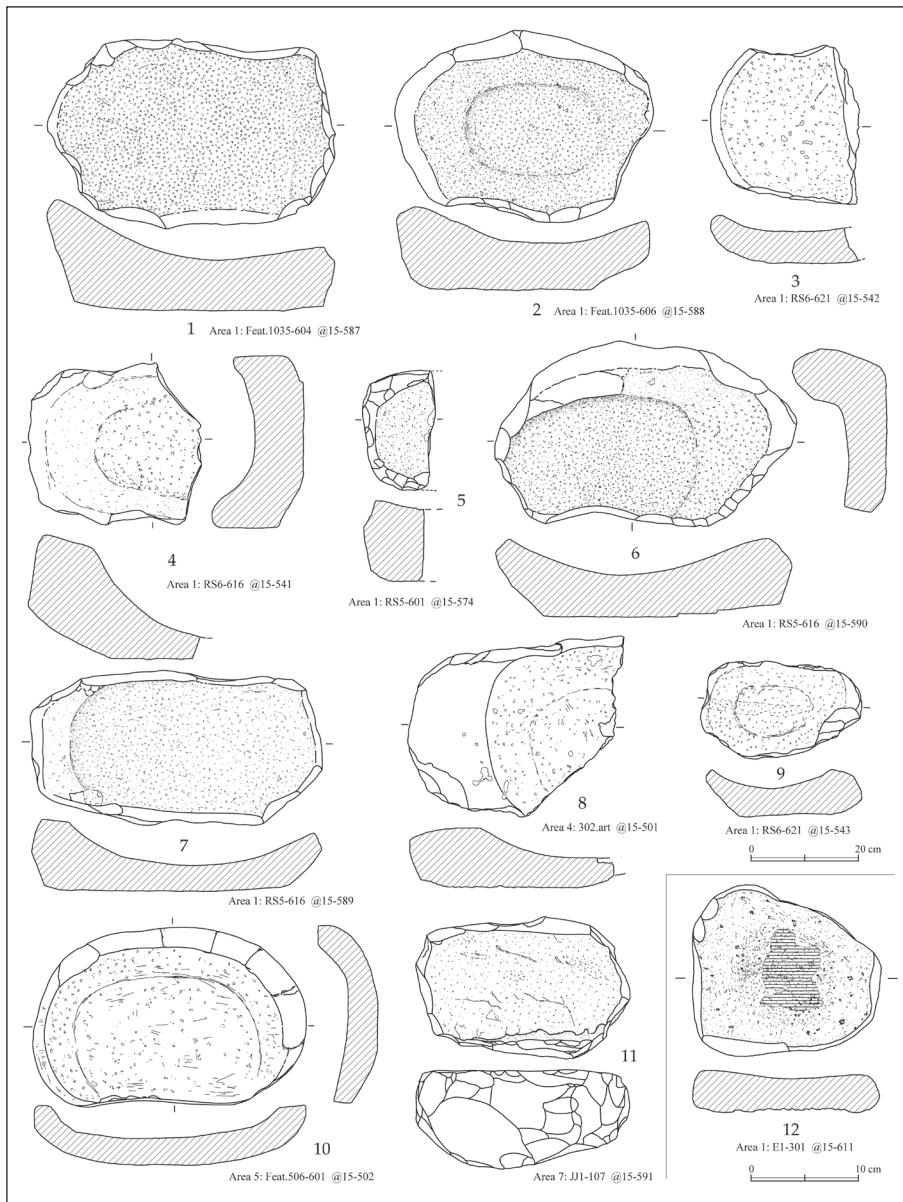 1 Area 1: Feat.1035-604 @15-587
2 Area 1: Feat.1035-606 @15-588
3
Area 1: RS6-621 @15-542
4
Area 1: RS6-616 @15-541
5
Area 1: RS5-601 @15-574
6
Area 1: RS5-616 @15-590
7
Area 1: RS5-616 @15-589
8
Area 4: 302.art @15-501
9
Area 1: RS6-621 @15-543
0 20 cm
10
Area 5: Feat.506-601 @15-502
11
Area 7: JJ1-107 @15-591
12
Area 1: E1-301 @15-611
0 10 cm